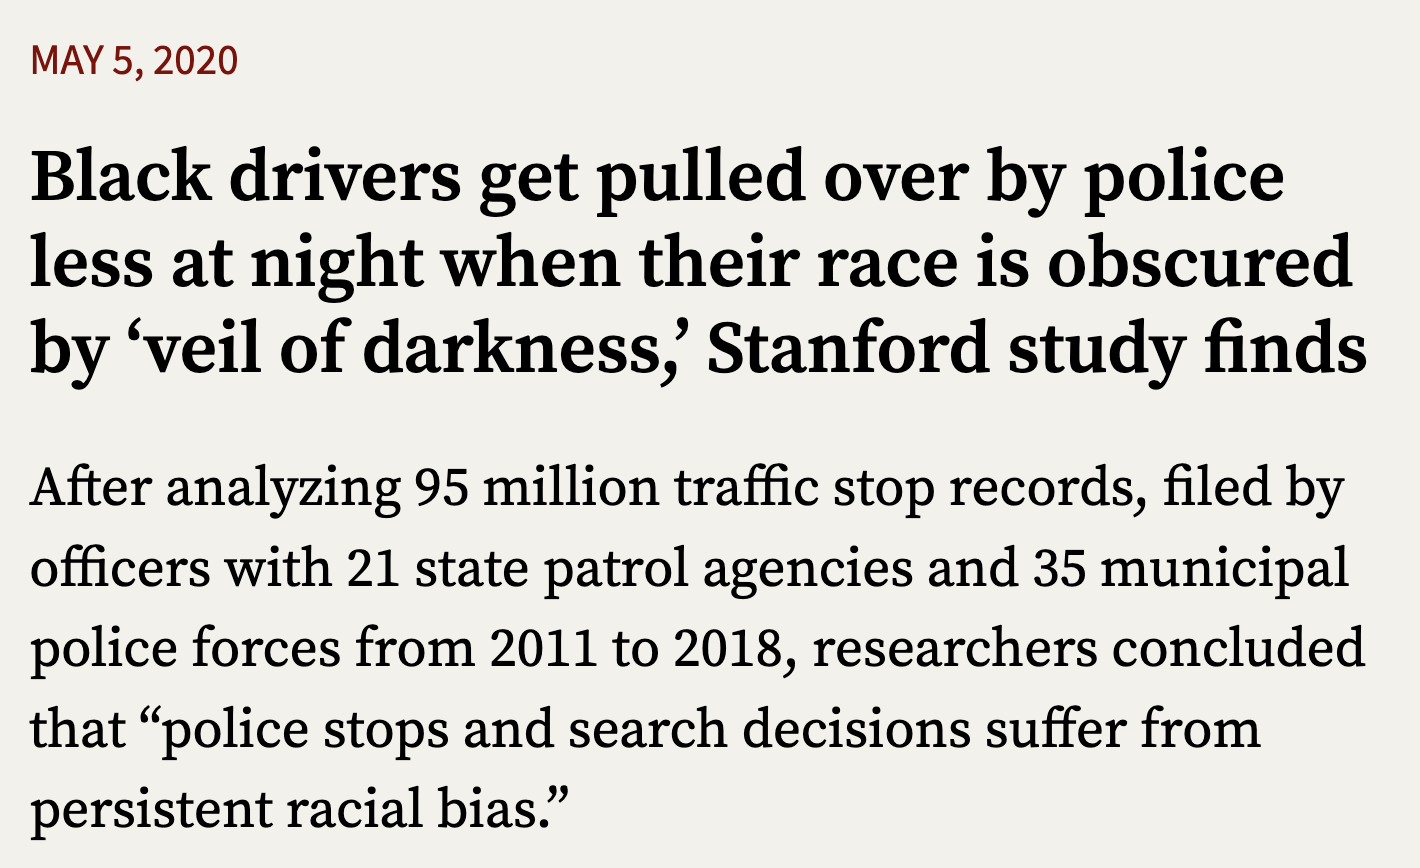 MAY 5, 2020
Black drivers get pulled over by police
less at night when their race is obscured
by ‘veil of darkness,’ Stanford study finds
After analyzing 95 million traffic stop records, filed by
officers with 21 state patrol agencies and 35 municipal
police forces from 2011 to 2018, researchers concluded
that “police stops and search decisions suffer from
persistent racial bias.”